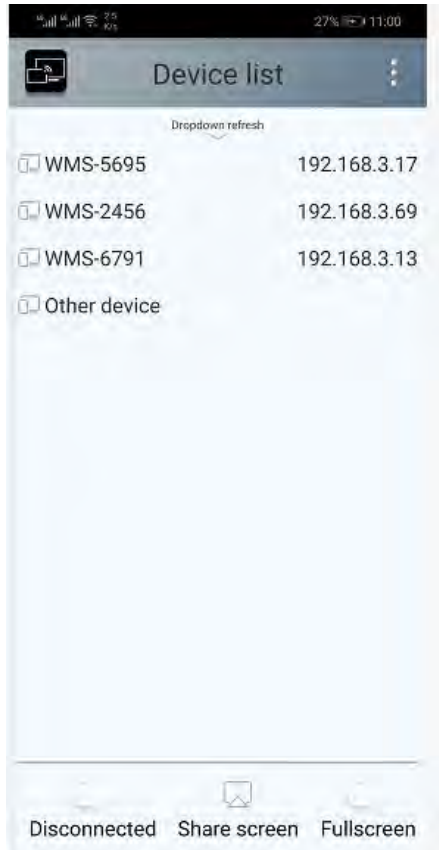 27% 11:00
Device list
Dropdown refresh
WMS-5695 192.168.3.17
WMS-2456 192.168.3.69
WMS-6791 192.168.3.13
Other device
Disconnected Share screen Fullscreen